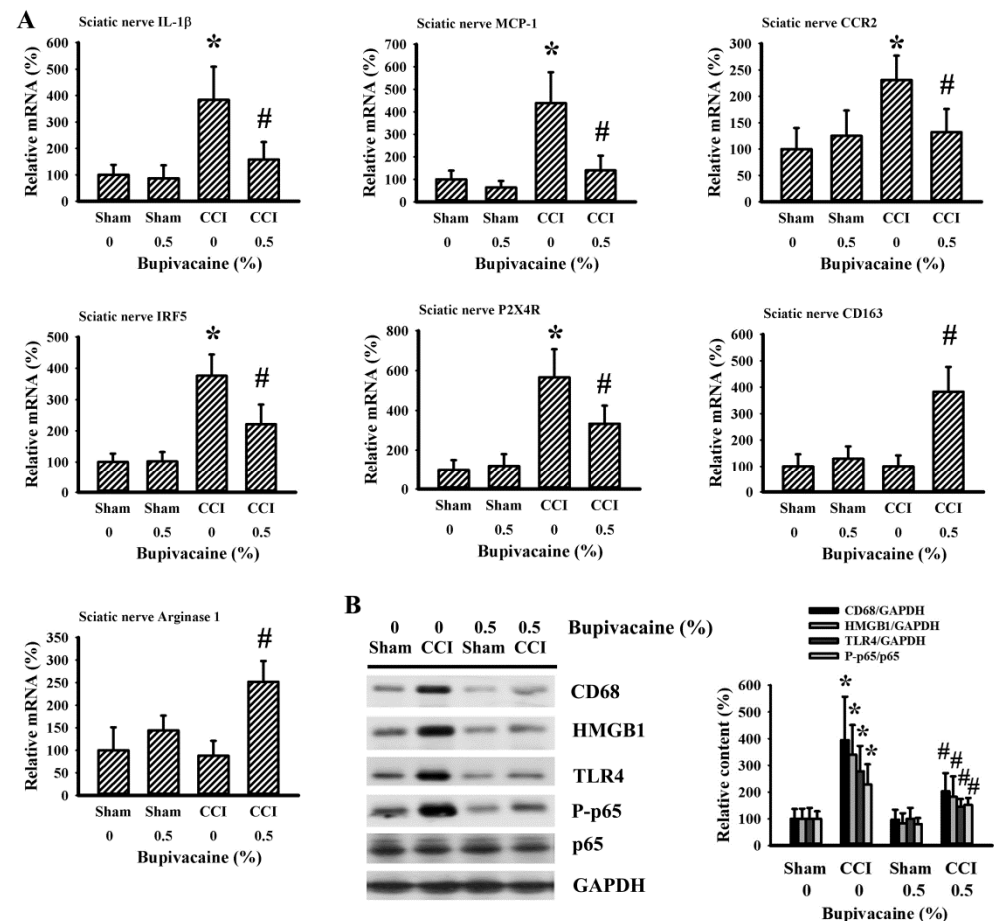 A
Sciatic nerve IL-1β
Relative mRNA (%)
600
500
400
300
200
100
0
*
#
Sham Sham CCI CCI
0 0.5 0 0.5
Bupivacaine (%)
Sciatic nerve MCP-1
Relative mRNA (%)
700
600
500
400
300
200
100
0
*
#
Sham Sham CCI CCI
0 0.5 0 0.5
Bupivacaine (%)
Sciatic nerve CCR2
Relative mRNA (%)
300
250
200
150
100
50
0
*
#
Sham Sham CCI CCI
0 0.5 0 0.5
Bupivacaine (%)
Sciatic nerve IRF5
Relative mRNA (%)
500
400
300
200
100
0
*
#
Sham Sham CCI CCI
0 0.5 0 0.5
Bupivacaine (%)
Sciatic nerve P2X4R
Relative mRNA (%)
800
600
400
200
0
*
#
Sham Sham CCI CCI
0 0.5 0 0.5
Bupivacaine (%)
Sciatic nerve CD163
Relative mRNA (%)
600
500
400
300
200
100
0
#
Sham Sham CCI CCI
0 0.5 0 0.5
Bupivacaine (%)
Sciatic nerve Arginase 1
Relative mRNA (%)
350
300
250
200
150
100
50
0
#
Sham Sham CCI CCI
0 0.5 0 0.5
Bupivacaine (%)
B
0 0 0.5 0.5 Bupivacaine (%)
Sham CCI Sham CCI
CD68
HMGB1
TLR4
P-p65
p65
GAPDH
CD68/GAPDH
HMGB1/GAPDH
TLR4/GAPDH
P-p65/p65
Relative content (%)
600
500
400
300
200
100
0
* * * *
# # # #
Sham CCI Sham CCI
0 0 0.5 0.5
Bupivacaine (%)